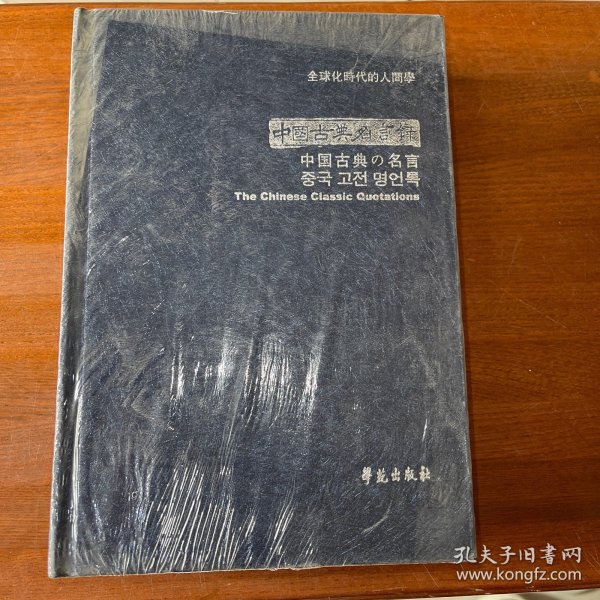 全球化時代的人間學
中國古典名言録
中国古典の名言
중국 고전 명언록
The Chinese Classic Quotations
學苑出版社
孔夫子旧書网
www.kongfz.com